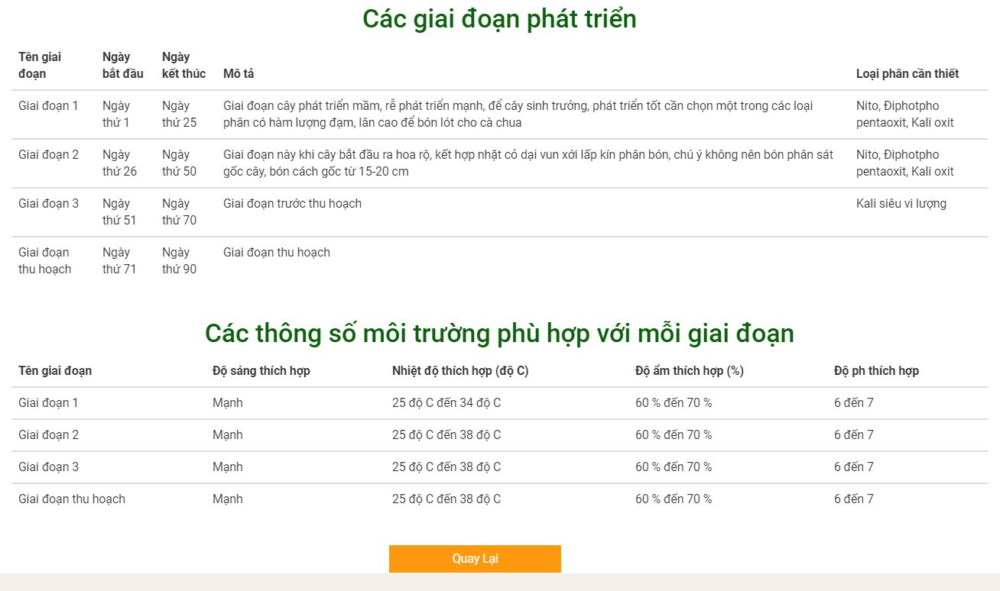 Các giai đoạn phát triển
Tên giai đoạn Ngày bắt đầu Ngày kết thúc Mô tả Loại phân cần thiết
Giai đoạn 1 Ngày thứ 1 Ngày thứ 25 Giai đoạn cây phát triển mầm, rễ phát triển mạnh, để cây sinh trưởng, phát triển tốt cần chọn một trong các loại phân có hàm lượng đạm, lân cao để bón lót cho cà chua Nito, Điphotpho pentaoxit, Kali oxit
Giai đoạn 2 Ngày thứ 26 Ngày thứ 50 Giai đoạn này khi cây bắt đầu ra hoa rộ, kết hợp nhặt cỏ dại vun xới lấp kín phân bón, chú ý không nên bón phân sát gốc cây, bón cách gốc từ 15-20 cm Nito, Điphotpho pentaoxit, Kali oxit
Giai đoạn 3 Ngày thứ 51 Ngày thứ 70 Giai đoạn trước thu hoạch Kali siêu vi lượng
Giai đoạn thu hoạch Ngày thứ 71 Ngày thứ 90 Giai đoạn thu hoạch
Các thông số môi trường phù hợp với mỗi giai đoạn
Tên giai đoạn Độ sáng thích hợp Nhiệt độ thích hợp (độ C) Độ ẩm thích hợp (%) Độ ph thích hợp
Giai đoạn 1 Mạnh 25 độ C đến 34 độ C 60 % đến 70 % 6 đến 7
Giai đoạn 2 Mạnh 25 độ C đến 38 độ C 60 % đến 70 % 6 đến 7
Giai đoạn 3 Mạnh 25 độ C đến 38 độ C 60 % đến 70 % 6 đến 7
Giai đoạn thu hoạch Mạnh 25 độ C đến 38 độ C 60 % đến 70 % 6 đến 7
Quay Lại